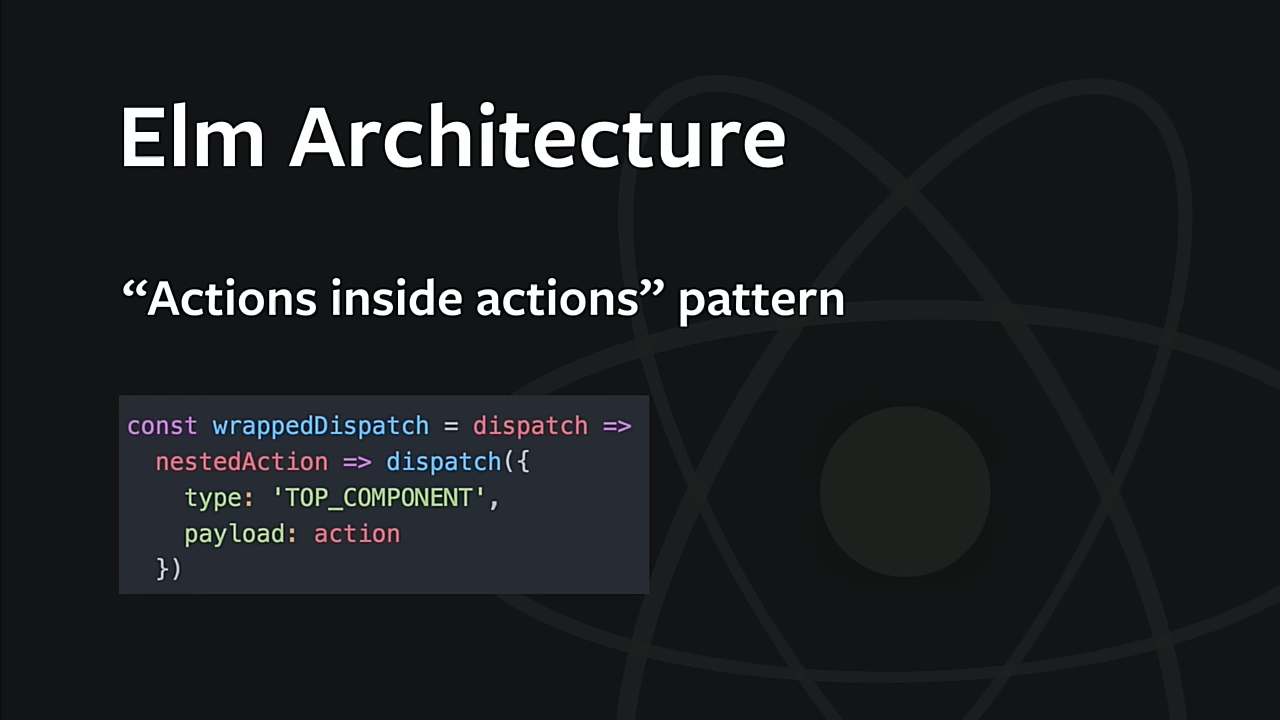 Elm Architecture
“Actions inside actions” pattern
const wrappedDispatch = dispatch =>
  nestedAction => dispatch({
    type: 'TOP_COMPONENT',
    payload: action
  })